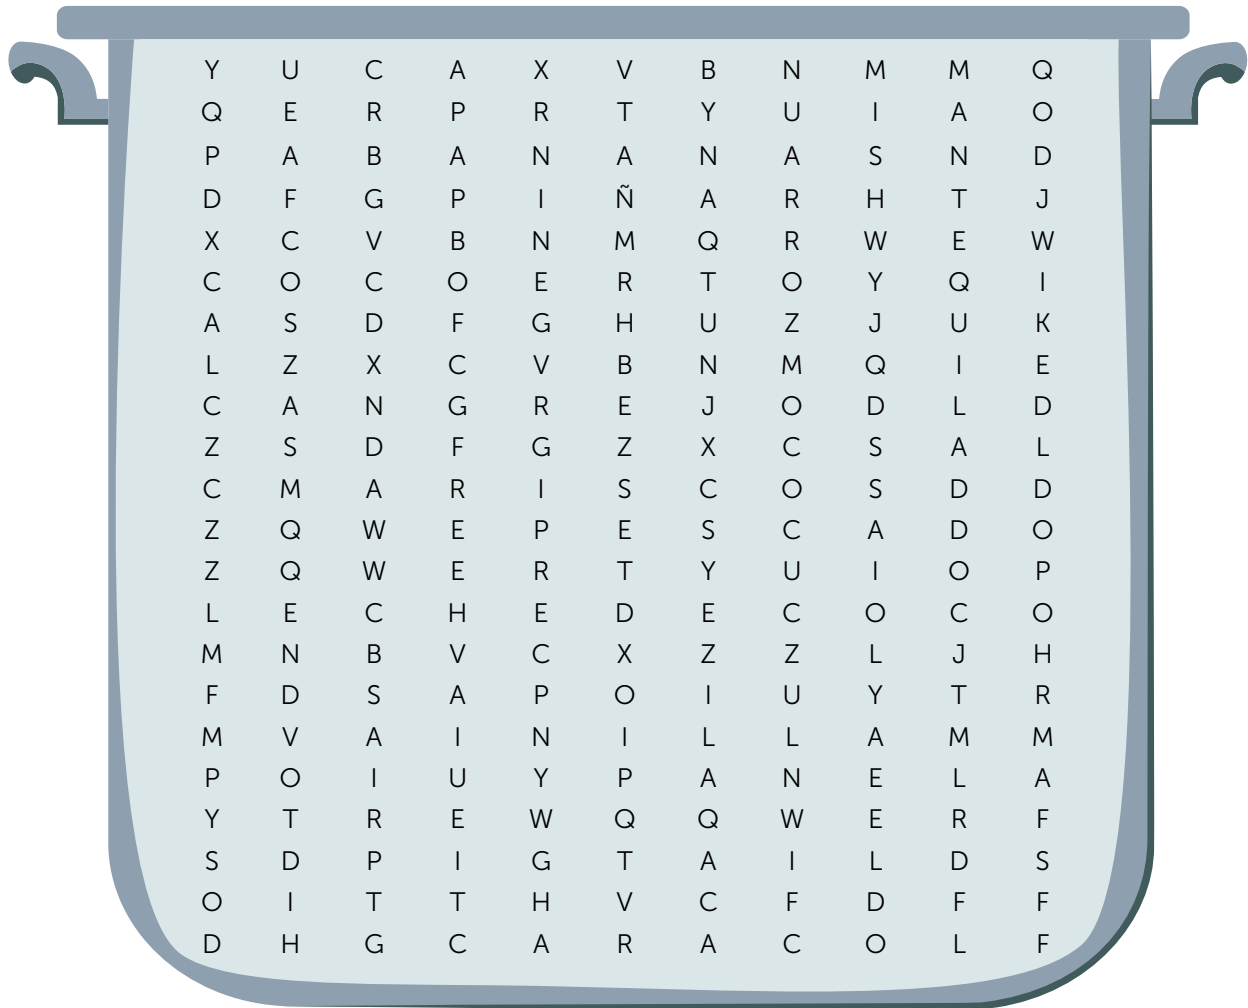 Y U C A X V B N M M Q
Q E R P R T Y U I A O
P A B A N A N A S N D
D F G P I Ñ A R H T J
X C V B N M Q R W E W
C O C O E R T O Y Q I
A S D F G H U Z J U K
L Z X C V B N M Q I E
C A N G R E J O D L D
Z S D F G Z X C S A L
C M A R I S C O S D D
Z Q W E P E S C A D O
Z Q W E R T Y U I O P
L E C H E D E C O C O
M N B V C X Z Z L J H
F D S A P O I U Y T R
M V A I N I L L A M M
P O I U Y P A N E L A
Y T R E W Q Q W E R F
S D P I G T A I L D S
O I T T H V C F D F F
D H G C A R A C O L F